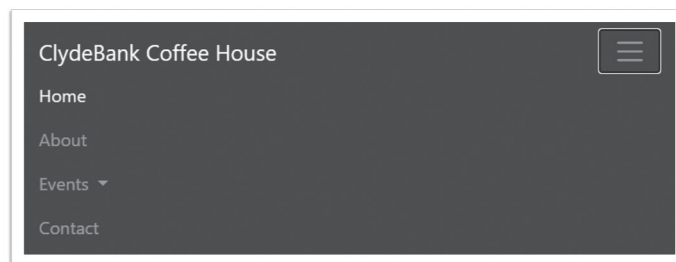 ClydeBank Coffee House
Home
About
Events
Contact